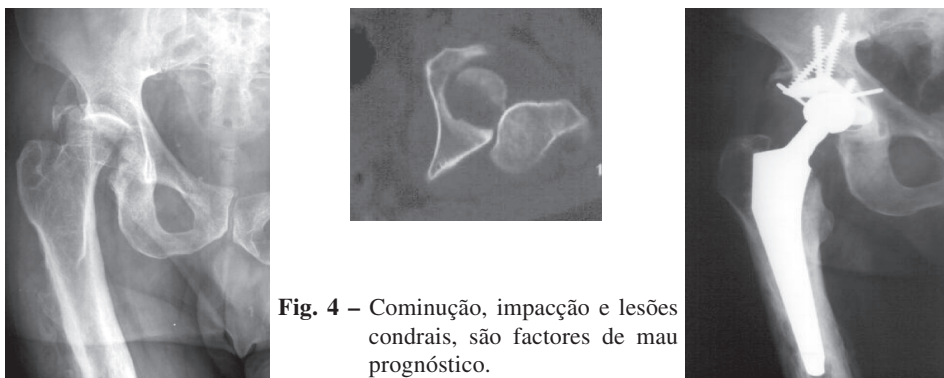 Fig. 4 – Cominução, impacção e lesões
condrais, são factores de mau
prognóstico.